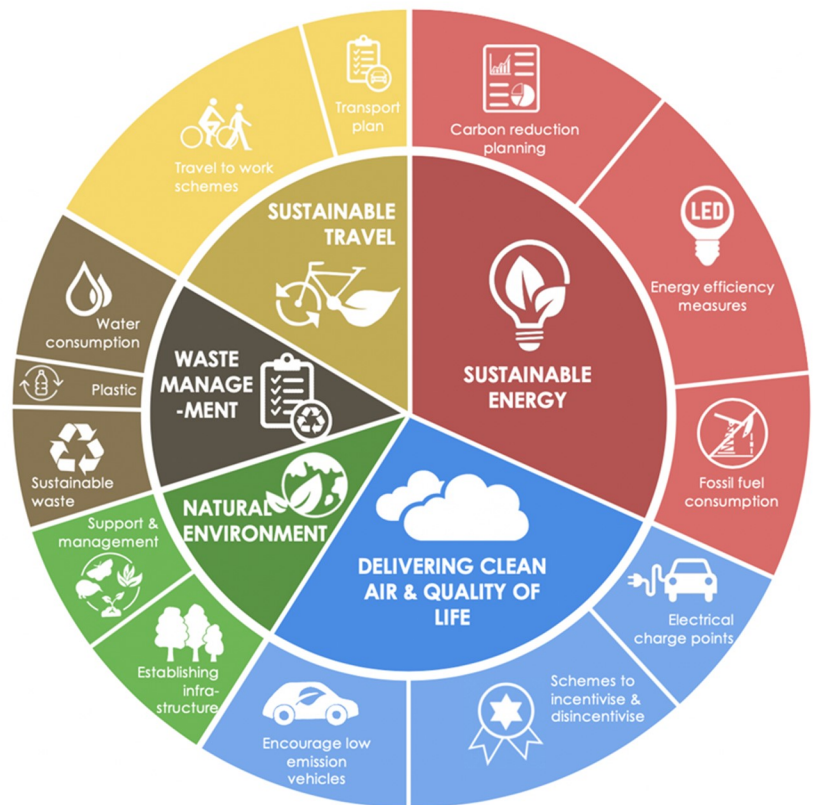 Transport
plan
Carbon reduction
planning
Travel to work
schemes
SUSTAINABLE
TRAVEL
LED
Energy efficiency
measures
Water
consumption
WASTE
MANAGE
-MENT
SUSTAINABLE
ENERGY
Plastic
Sustainable
waste
Fossil fuel
consumption
NATURAL
ENVIRONMENT
Support &
management
DELIVERING CLEAN
AIR & QUALITY OF
LIFE
Electrical
charge points
Establishing
infra-
structure
Schemes to
incentivise &
disincentivise
Encourage low
emission
vehicles